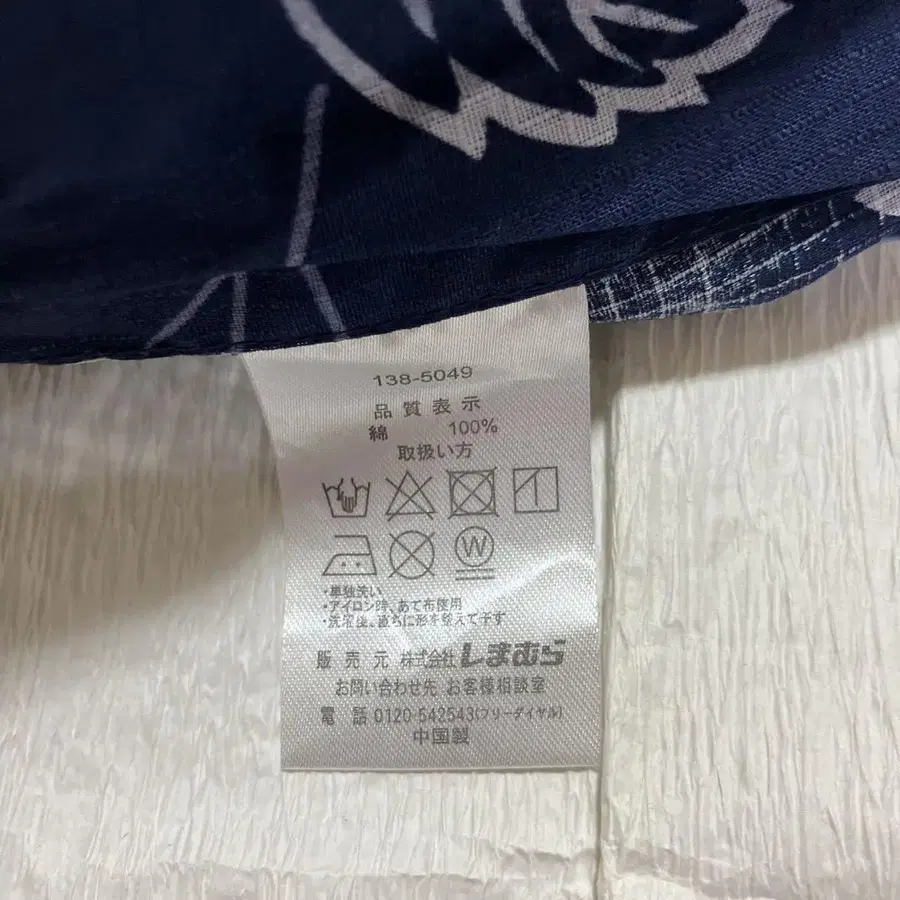 138-5049
品質表示
綿 100%
取扱い方
W
・単独洗い
・アイロン時、あて布使用
・洗濯後、直ちに形を整えて干す
販売元 株式会社しまむら
お問い合わせ先 お客様相談室
電話 0120-542543(フリーダイヤル)
中国製